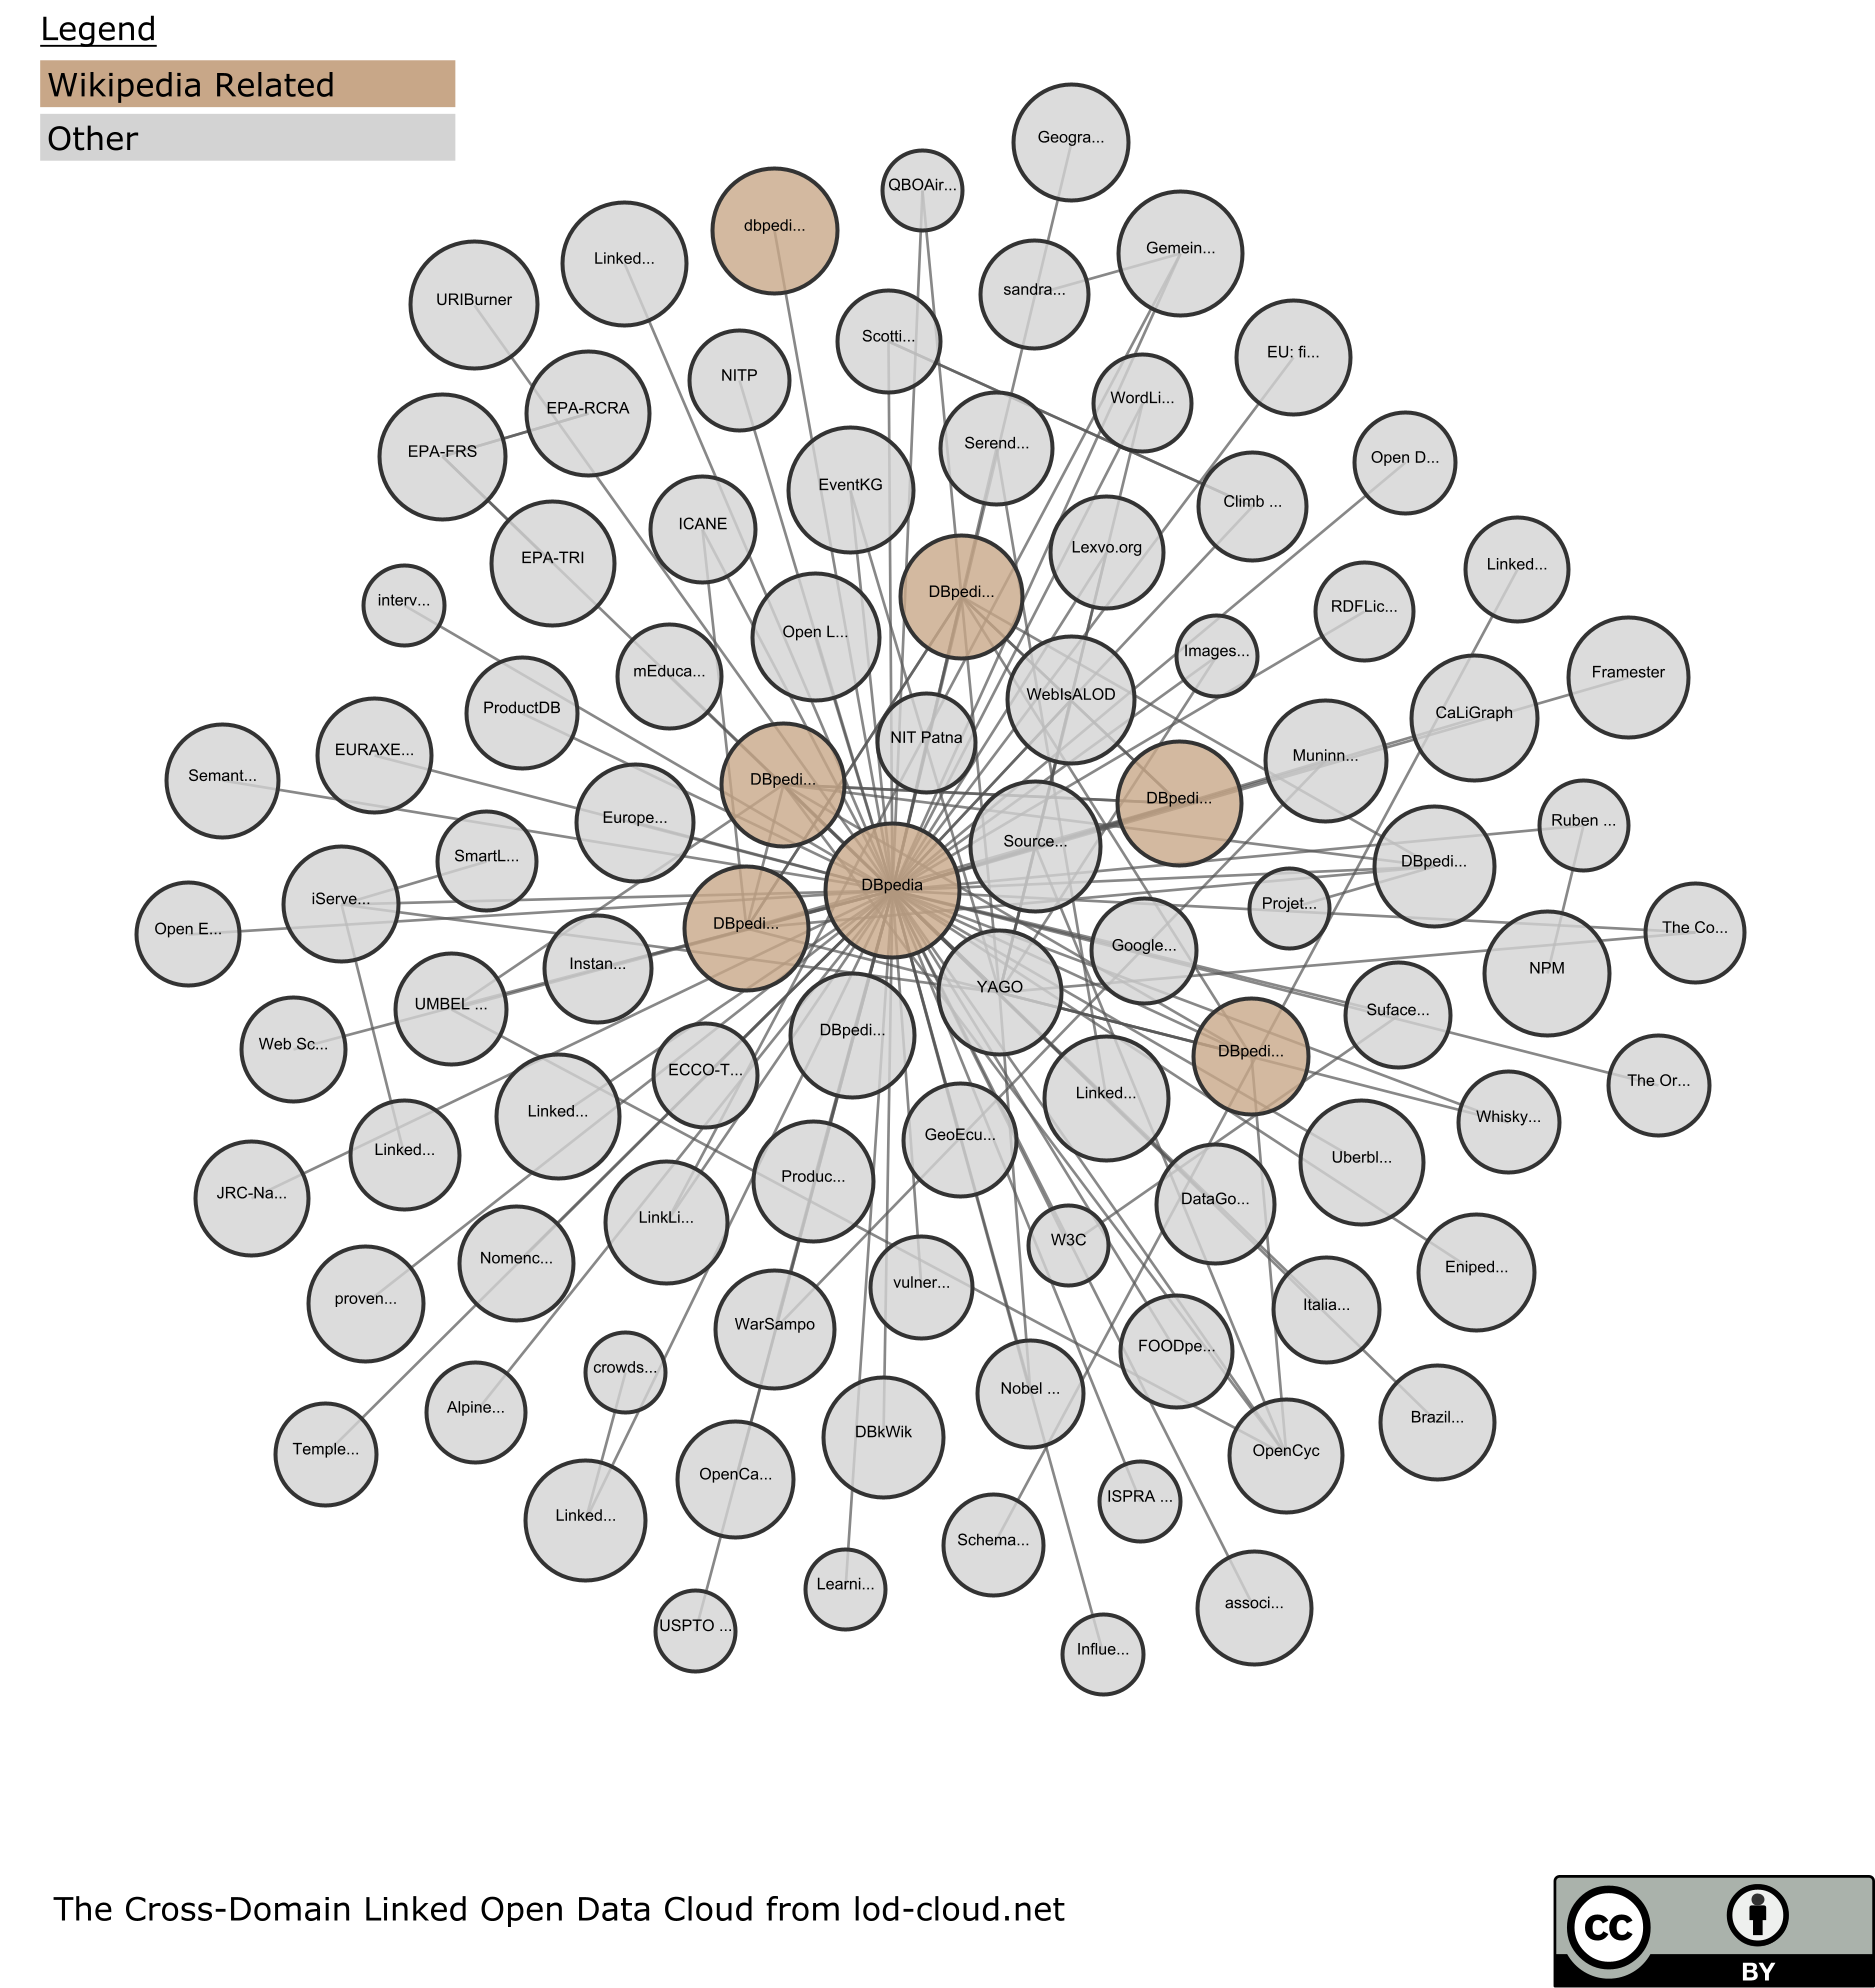 Legend
Wikipedia Related
Other
Geogra...
QBOAir...
dbpedi...
Gemein...
Linked...
sandra...
URIBurner
Scotti...
EU: fi...
NITP
WordLi...
EPA-RCRA
Serend...
EPA-FRS
Open D...
EventKG
Climb ...
ICANE
Lexvo.org
EPA-TRI
Linked...
DBpedi...
interv...
RDFLic...
Open L...
Images...
mEduca...
Framester
WebIsALOD
ProductDB
CaLiGraph
NIT Patna
EURAXE...
Muninn...
Semant...
DBpedi...
DBpedi...
Europe...
Ruben ...
Source...
SmartL...
DBpedi...
DBpedia
iServe...
Projet...
Open E...
DBpedi...
The Co...
Google...
Instan...
NPM
YAGO
UMBEL ...
Suface...
DBpedi...
Web Sc...
DBpedi...
ECCO-T...
The Or...
Linked...
Linked...
Whisky...
GeoEcu...
Linked...
Uberbl...
Produc...
JRC-Na...
DataGo...
LinkLi...
W3C
Nomenc...
Eniped...
vulner...
proven...
Italia...
WarSampo
FOODpe...
crowds...
Nobel ...
Alpine...
Brazil...
DBkWik
Temple...
OpenCyc
OpenCa...
ISPRA ...
Linked...
Schema...
Learni...
associ...
USPTO ...
Influe...
The Cross-Domain Linked Open Data Cloud from lod-cloud.net
cc
BY